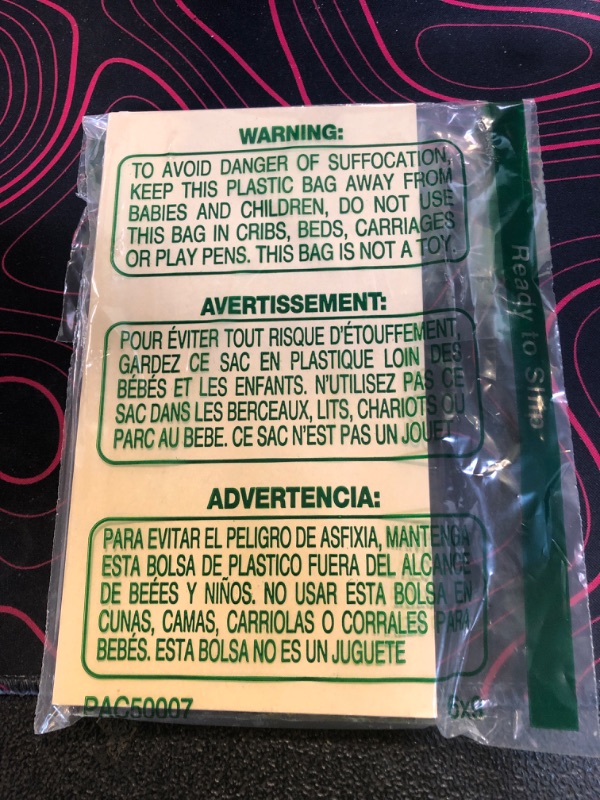 WARNING:
TO AVOID DANGER OF SUFFOCATION,
KEEP THIS PLASTIC BAG AWAY FROM
BABIES AND CHILDREN, DO NOT USE
THIS BAG IN CRIBS, BEDS, CARRIAGES
OR PLAY PENS. THIS BAG IS NOT A TOY.
AVERTISSEMENT:
POUR ÉVITER TOUT RISQUE D'ÉTOUFFEMENT,
GARDEZ CE SAC EN PLASTIQUE LOIN DES
BÉBÉS ET LES ENFANTS. N'UTILISEZ PAS CE
SAC DANS LES BERCEAUX, LITS, CHARIOTS OU
PARC AU BEBE. CE SAC N'EST PAS UN JOUET
ADVERTENCIA:
PARA EVITAR EL PELIGRO DE ASFIXIA, MANTENGA
ESTA BOLSA DE PLASTICO FUERA DEL ALCANCE
DE BEÉES Y NIÑOS. NO USAR ESTA BOLSA EN
CUNAS, CAMAS, CARRIOLAS O CORRALES PARA
BEBÉS. ESTA BOLSA NO ES UN JUGUETE
PAC50007
Ready to Ship